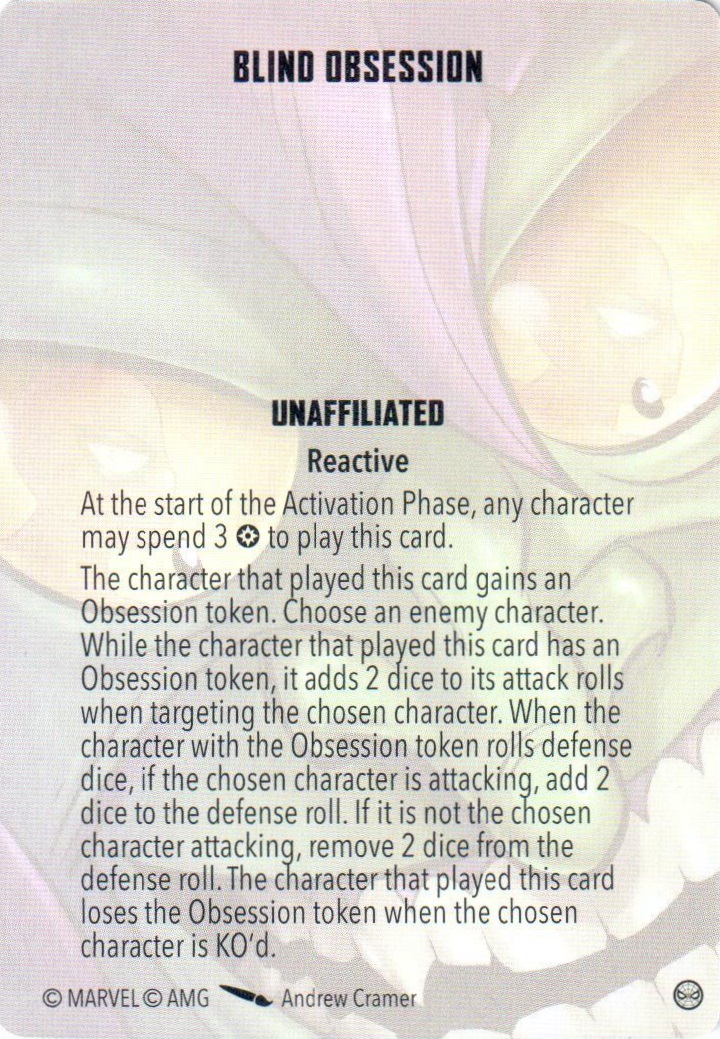 BLIND OBSESSION
UNAFFILIATED
Reactive
At the start of the Activation Phase, any character
may spend 3 to play this card.
The character that played this card gains an
Obsession token. Choose an enemy character.
While the character that played this card has an
Obsession token, it adds 2 dice to its attack rolls
when targeting the chosen character. When the
character with the Obsession token rolls defense
dice, if the chosen character is attacking, add 2
dice to the defense roll. If it is not the chosen
character attacking, remove 2 dice from the
defense roll. The character that played this card
loses the Obsession token when the chosen
character is KO'd.
© MARVEL © AMG Andrew Cramer